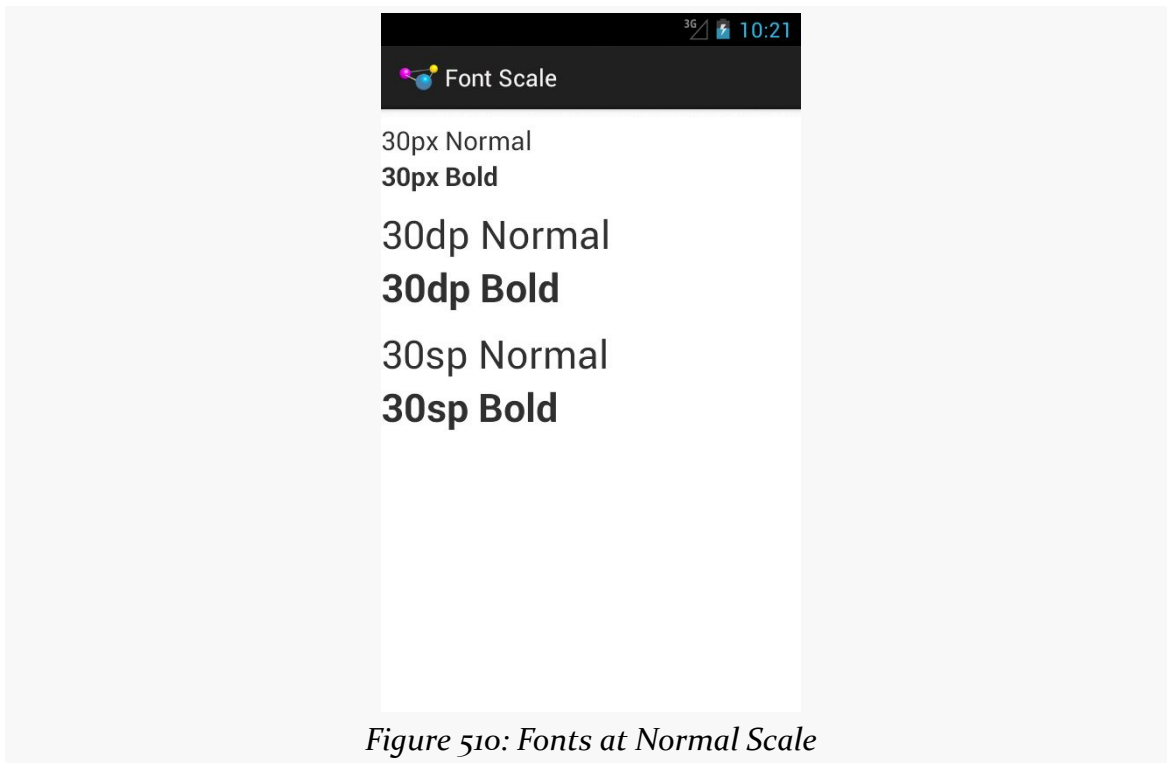 3G 10:21
Font Scale
30px Normal
30px Bold
30dp Normal
30dp Bold
30sp Normal
30sp Bold
Figure 510: Fonts at Normal Scale